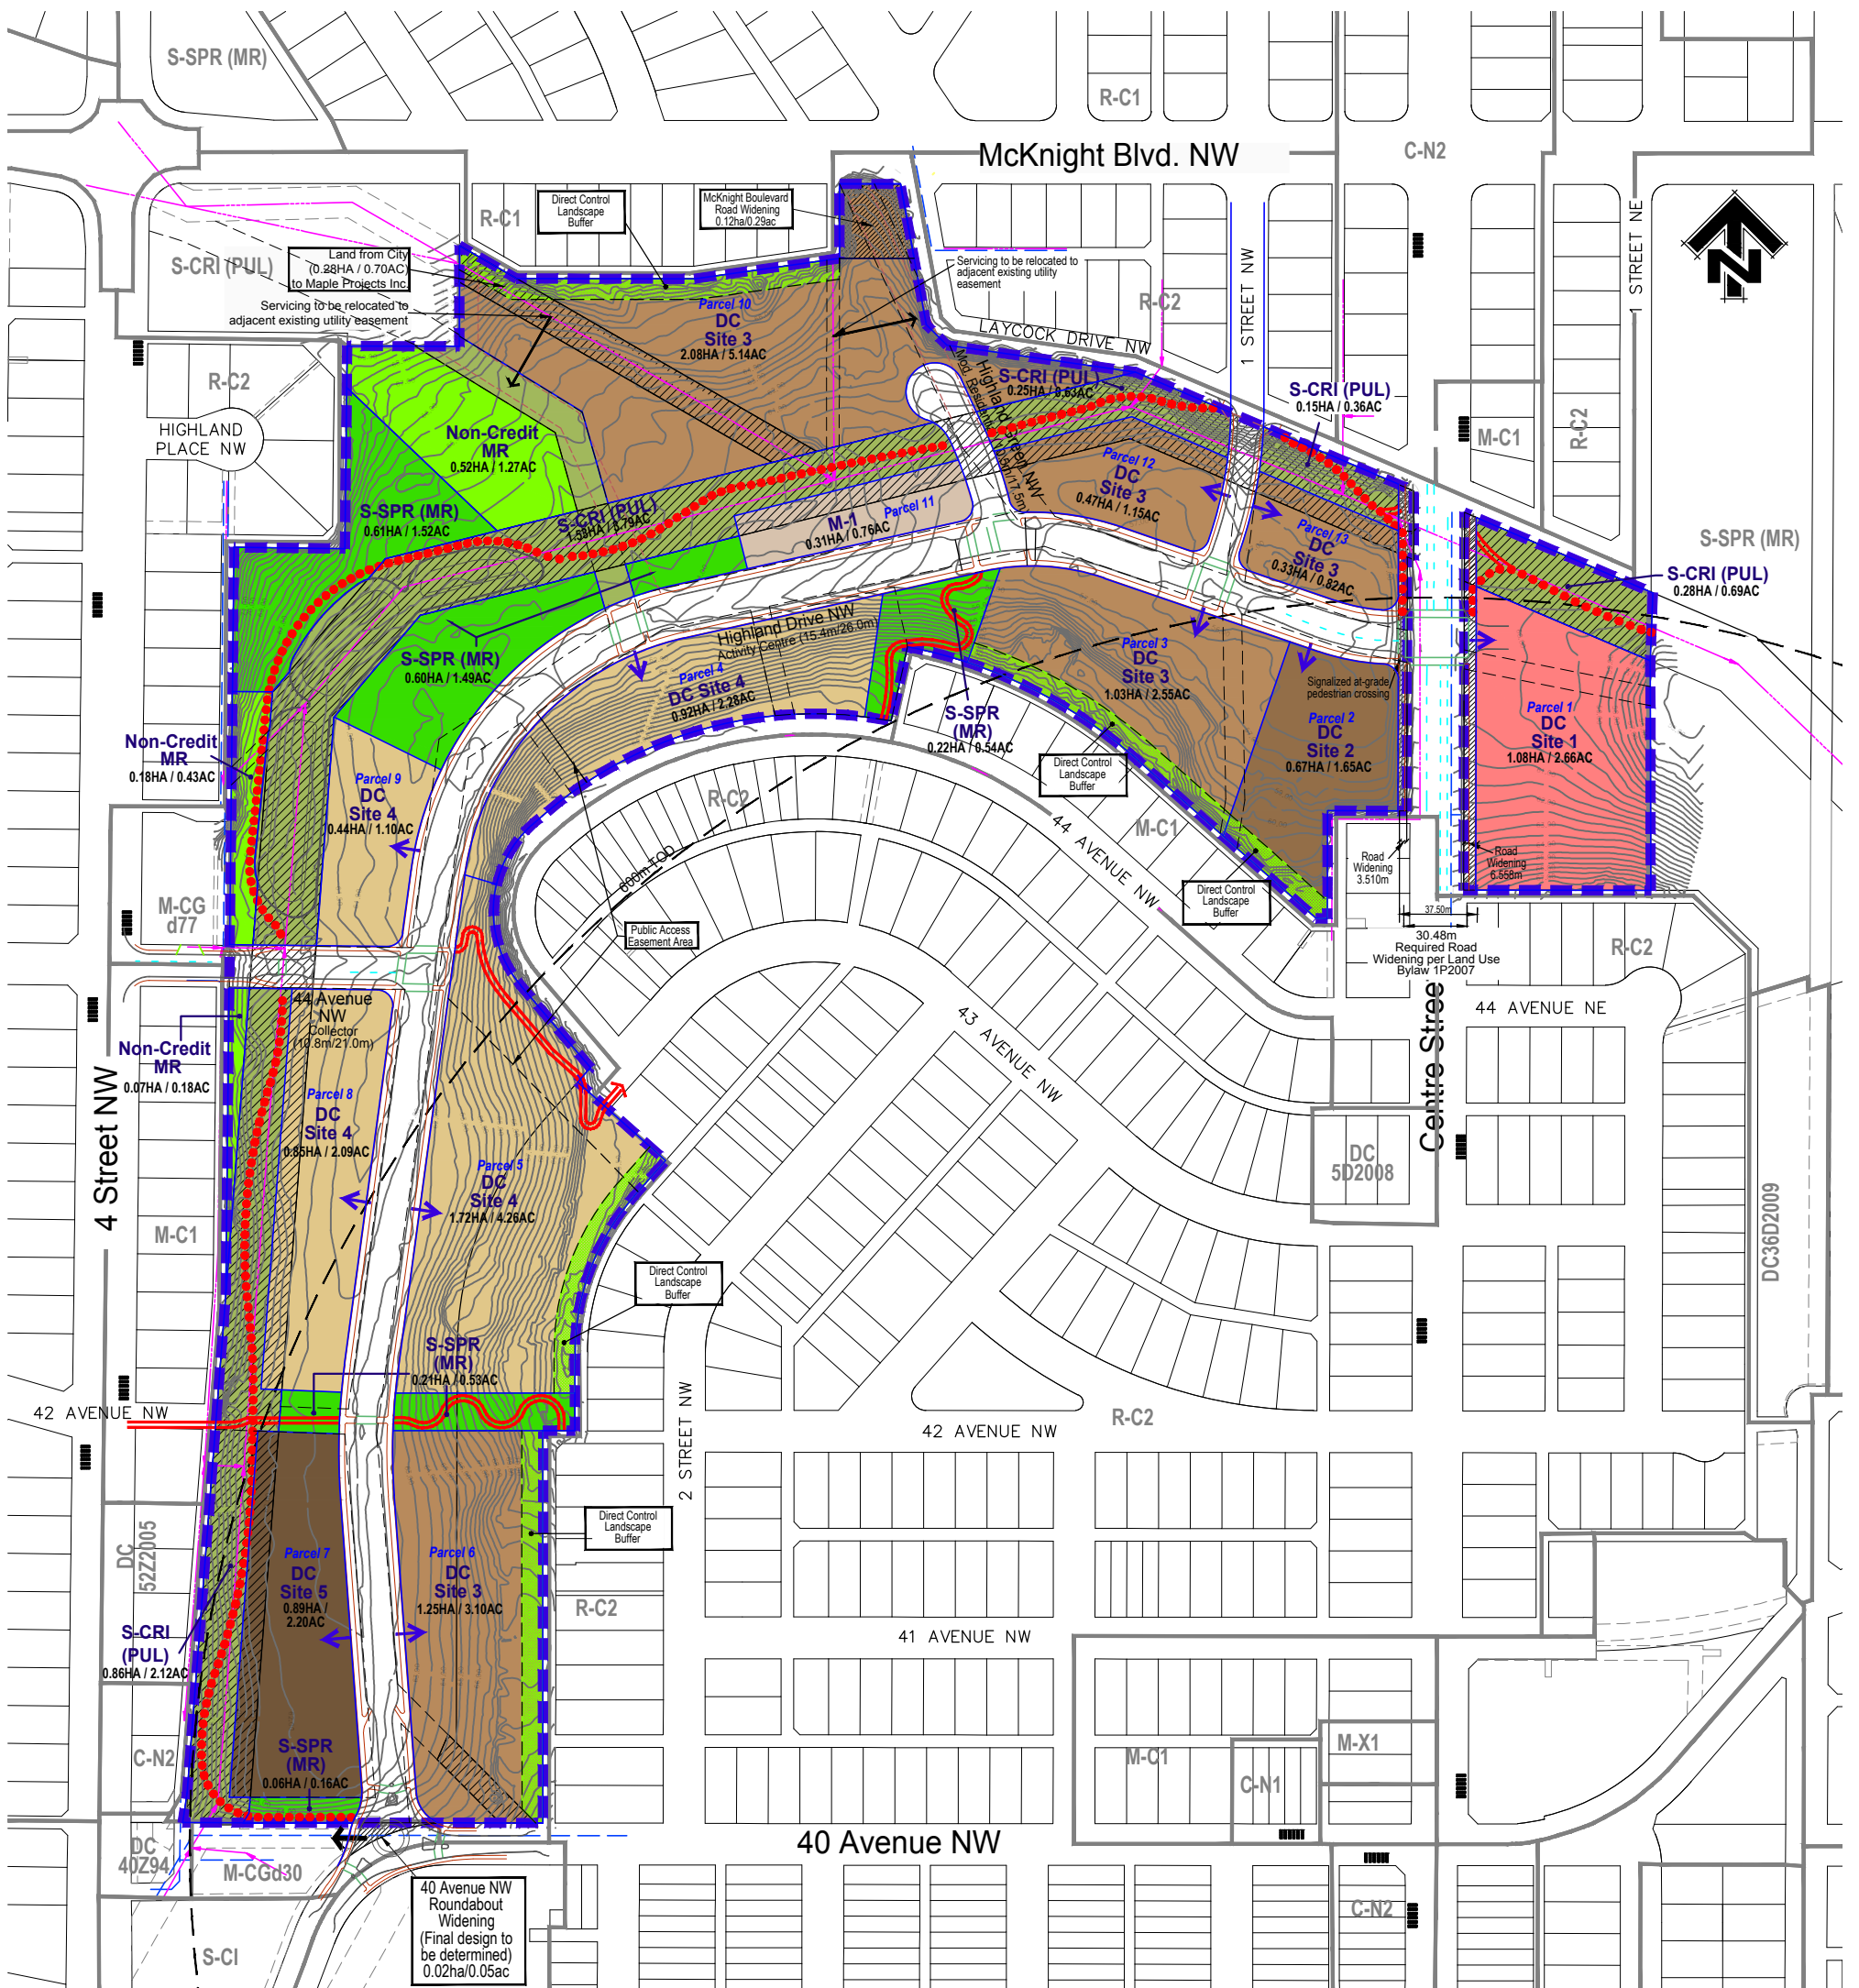 S-SPR (MR)
R-C1
McKnight Blvd. NW
C-N2
R-C1
Direct Control
Landscape
Buffer
McKnight Boulevard
Road Widening
0.12ha/0.29ac
1 STREET NW
1 STREET NE
N
S-CRI (PUL)
Land from City
(0.28HA / 0.70AC)
to Maple Projects Inc.
Servicing to be relocated to
adjacent existing utility easement
Servicing to be relocated to
adjacent existing utility
easement
R-C2
LAYCOCK DRIVE NW
Parcel 10
DC
Site 3
2.08HA / 5.14AC
R-C2
HIGHLAND
PLACE NW
S-CRI (PUL)
0.25HA / 0.63AC
S-CRI (PUL)
0.15HA / 0.36AC
M-C1
R-C2
Highland Green NW
Non-Credit
MR
0.52HA / 1.27AC
Parcel 12
DC
Site 3
0.47HA / 1.15AC
S-SPR (MR)
0.61HA / 1.52AC
S-CRI (PUL)
M-1
Parcel 11
0.31HA / 0.76AC
Parcel 13
DC
Site 3
0.33HA / 0.82AC
S-SPR (MR)
S-CRI (PUL)
0.28HA / 0.69AC
Highland Drive NW
Activity Centre (15.4m/26.0m)
S-SPR (MR)
0.60HA / 1.49AC
Parcel 4
DC Site 4
0.92HA / 2.28AC
Parcel 3
DC
Site 3
1.03HA / 2.55AC
Signalized at-grade
pedestrian crossing
Parcel 2
DC
Site 2
0.67HA / 1.65AC
Parcel 1
DC
Site 1
1.08HA / 2.66AC
S-SPR
(MR)
0.22HA / 0.54AC
Non-Credit
MR
0.18HA / 0.43AC
Parcel 9
DC
Site 4
0.44HA / 1.10AC
Direct Control
Landscape
Buffer
R-C2
44 AVENUE NW
M-C1
600m TOD
Road
Widening
3.510m
Road
Widening
6.558m
Direct Control
Landscape
Buffer
37.50m
30.48m
Required Road
Widening per Land Use
Bylaw 1P2007
M-CG
d77
Public Access
Easement Area
R-C2
44 Avenue
NW
Collector
(10.8m/21.0m)
43 AVENUE NW
Centre Street
44 AVENUE NE
Non-Credit
MR
0.07HA / 0.18AC
4 Street NW
Parcel 8
DC
Site 4
0.85HA / 2.09AC
Parcel 5
DC
Site 4
1.72HA / 4.26AC
DC
5D2008
DC36D2009
M-C1
Direct Control
Landscape
Buffer
S-SPR
(MR)
0.21HA / 0.53AC
42 AVENUE NW
2 STREET NW
42 AVENUE NW
R-C2
Direct Control
Landscape
Buffer
DC
52Z2005
Parcel 7
DC
Site 5
0.89HA /
2.20AC
Parcel 6
DC
Site 3
1.25HA / 3.10AC
R-C2
41 AVENUE NW
S-CRI
(PUL)
0.86HA / 2.12AC
C-N2
S-SPR
(MR)
0.06HA / 0.16AC
M-C1
C-N1
M-X1
40 Avenue NW
DC
40Z94
M-CGd30
40 Avenue NW
Roundabout
Widening
(Final design to
be determined)
0.02ha/0.05ac
C-N2
S-CI